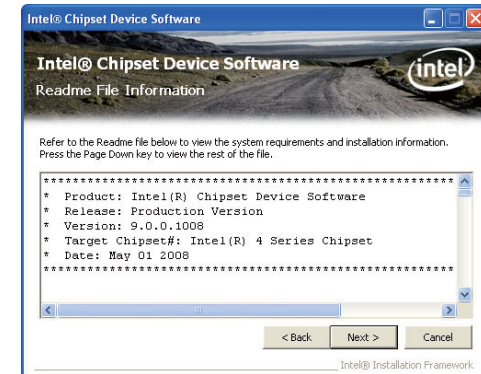 Intel® Chipset Device Software
Intel® Chipset Device Software
intel
Readme File Information
Refer to the Readme file below to view the system requirements and installation information.
Press the Page Down key to view the rest of the file.
*******************************************************
* Product: Intel(R) Chipset Device Software
* Release: Production Version
* Version: 9.0.0.1008
* Target Chipset#: Intel(R) 4 Series Chipset
* Date: May 01 2008
*******************************************************
< Back Next > Cancel
Intel® Installation Framework